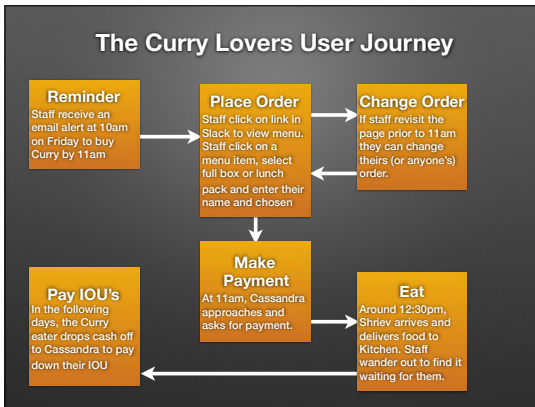 The Curry Lovers User Journey
Reminder
Staff receive an
email alert at 10am
on Friday to buy
Curry by 11am
Place Order
Staff click on link in
Slack to view menu.
Staff click on a
menu item, select
full box or lunch
pack and enter their
name and chosen
Change Order
If staff revisit the
page prior to 11am
they can change
theirs (or anyone's)
order.
Make
Payment
At 11am, Cassandra
approaches and
asks for payment.
Eat
Around 12:30pm,
Shriev arrives and
delivers food to
Kitchen. Staff
wander out to find it
waiting for them.
Pay IOU's
In the following
days, the Curry
eater drops cash off
to Cassandra to pay
down their IOU